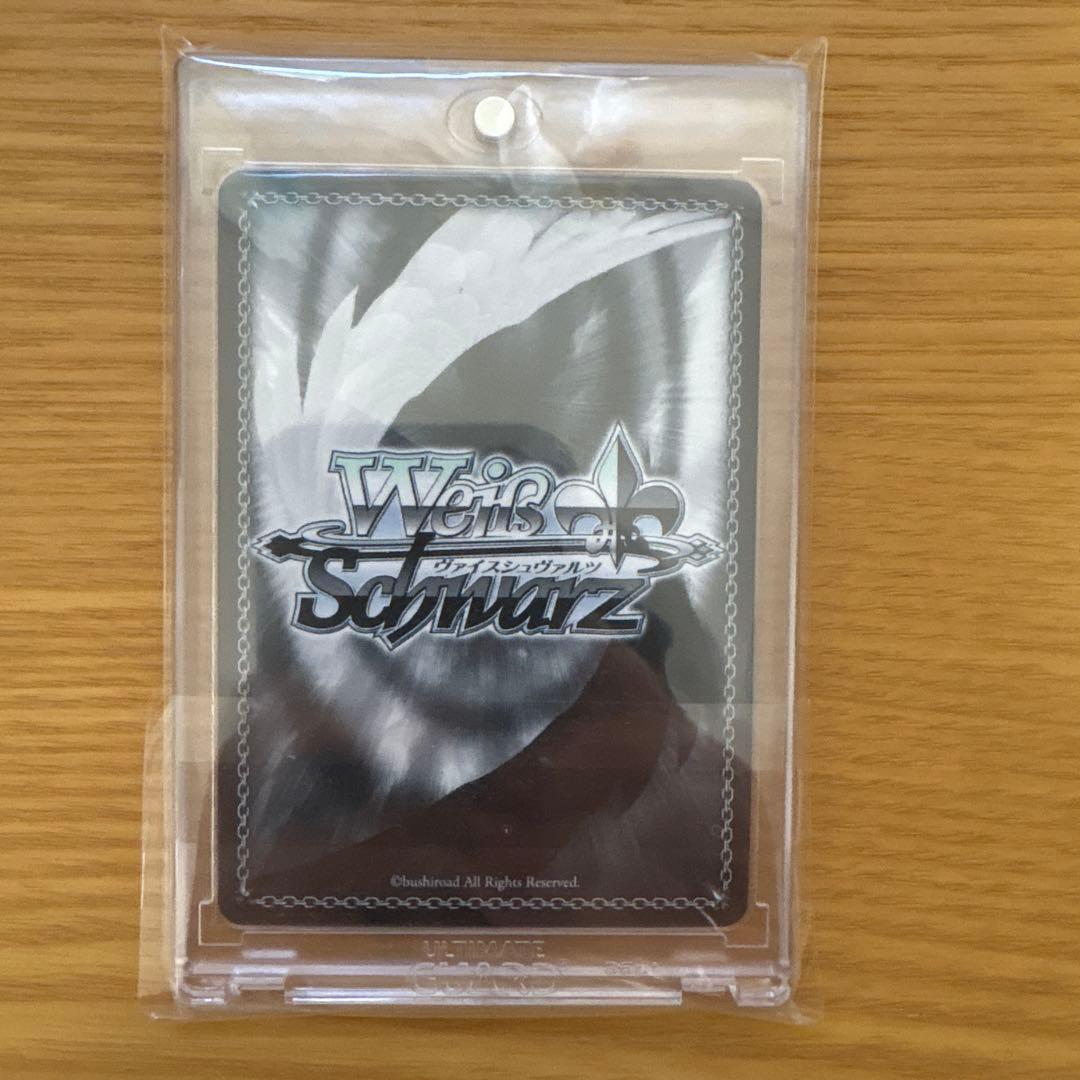 Weiß
ヴァイスシュヴァルツ
Schwarz
©bushiroad All Rights Reserved.
ULTIMATE
GUARD®